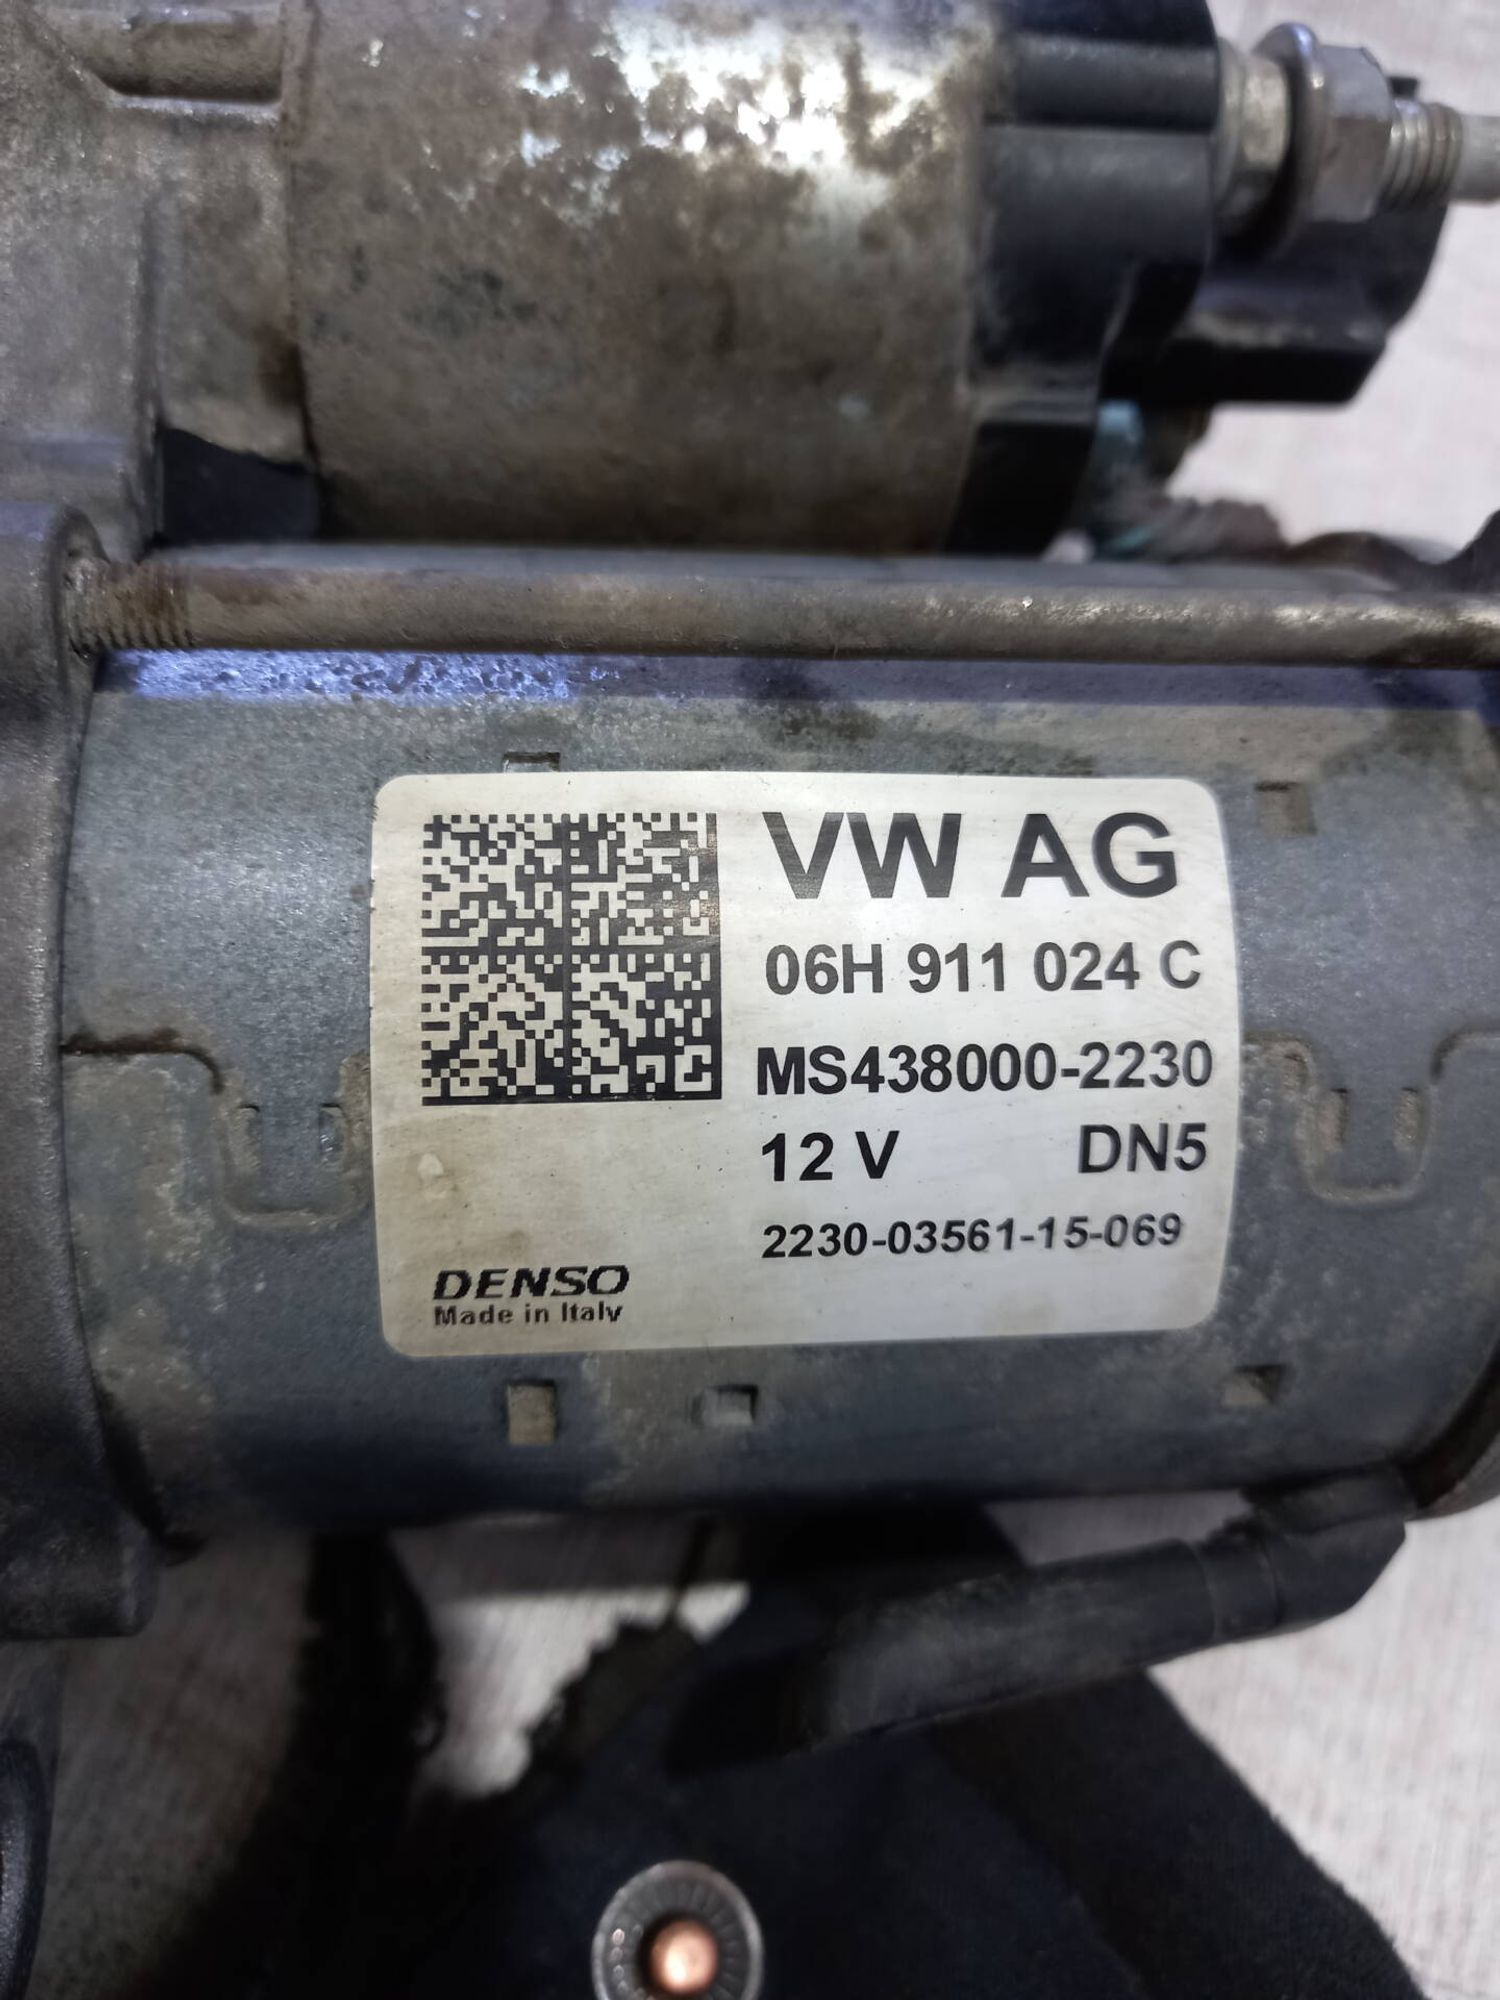 VW AG
06H 911 024 C
MS438000-2230
12 V DN5
2230-03561-15-069
DENSO
Made in Italy